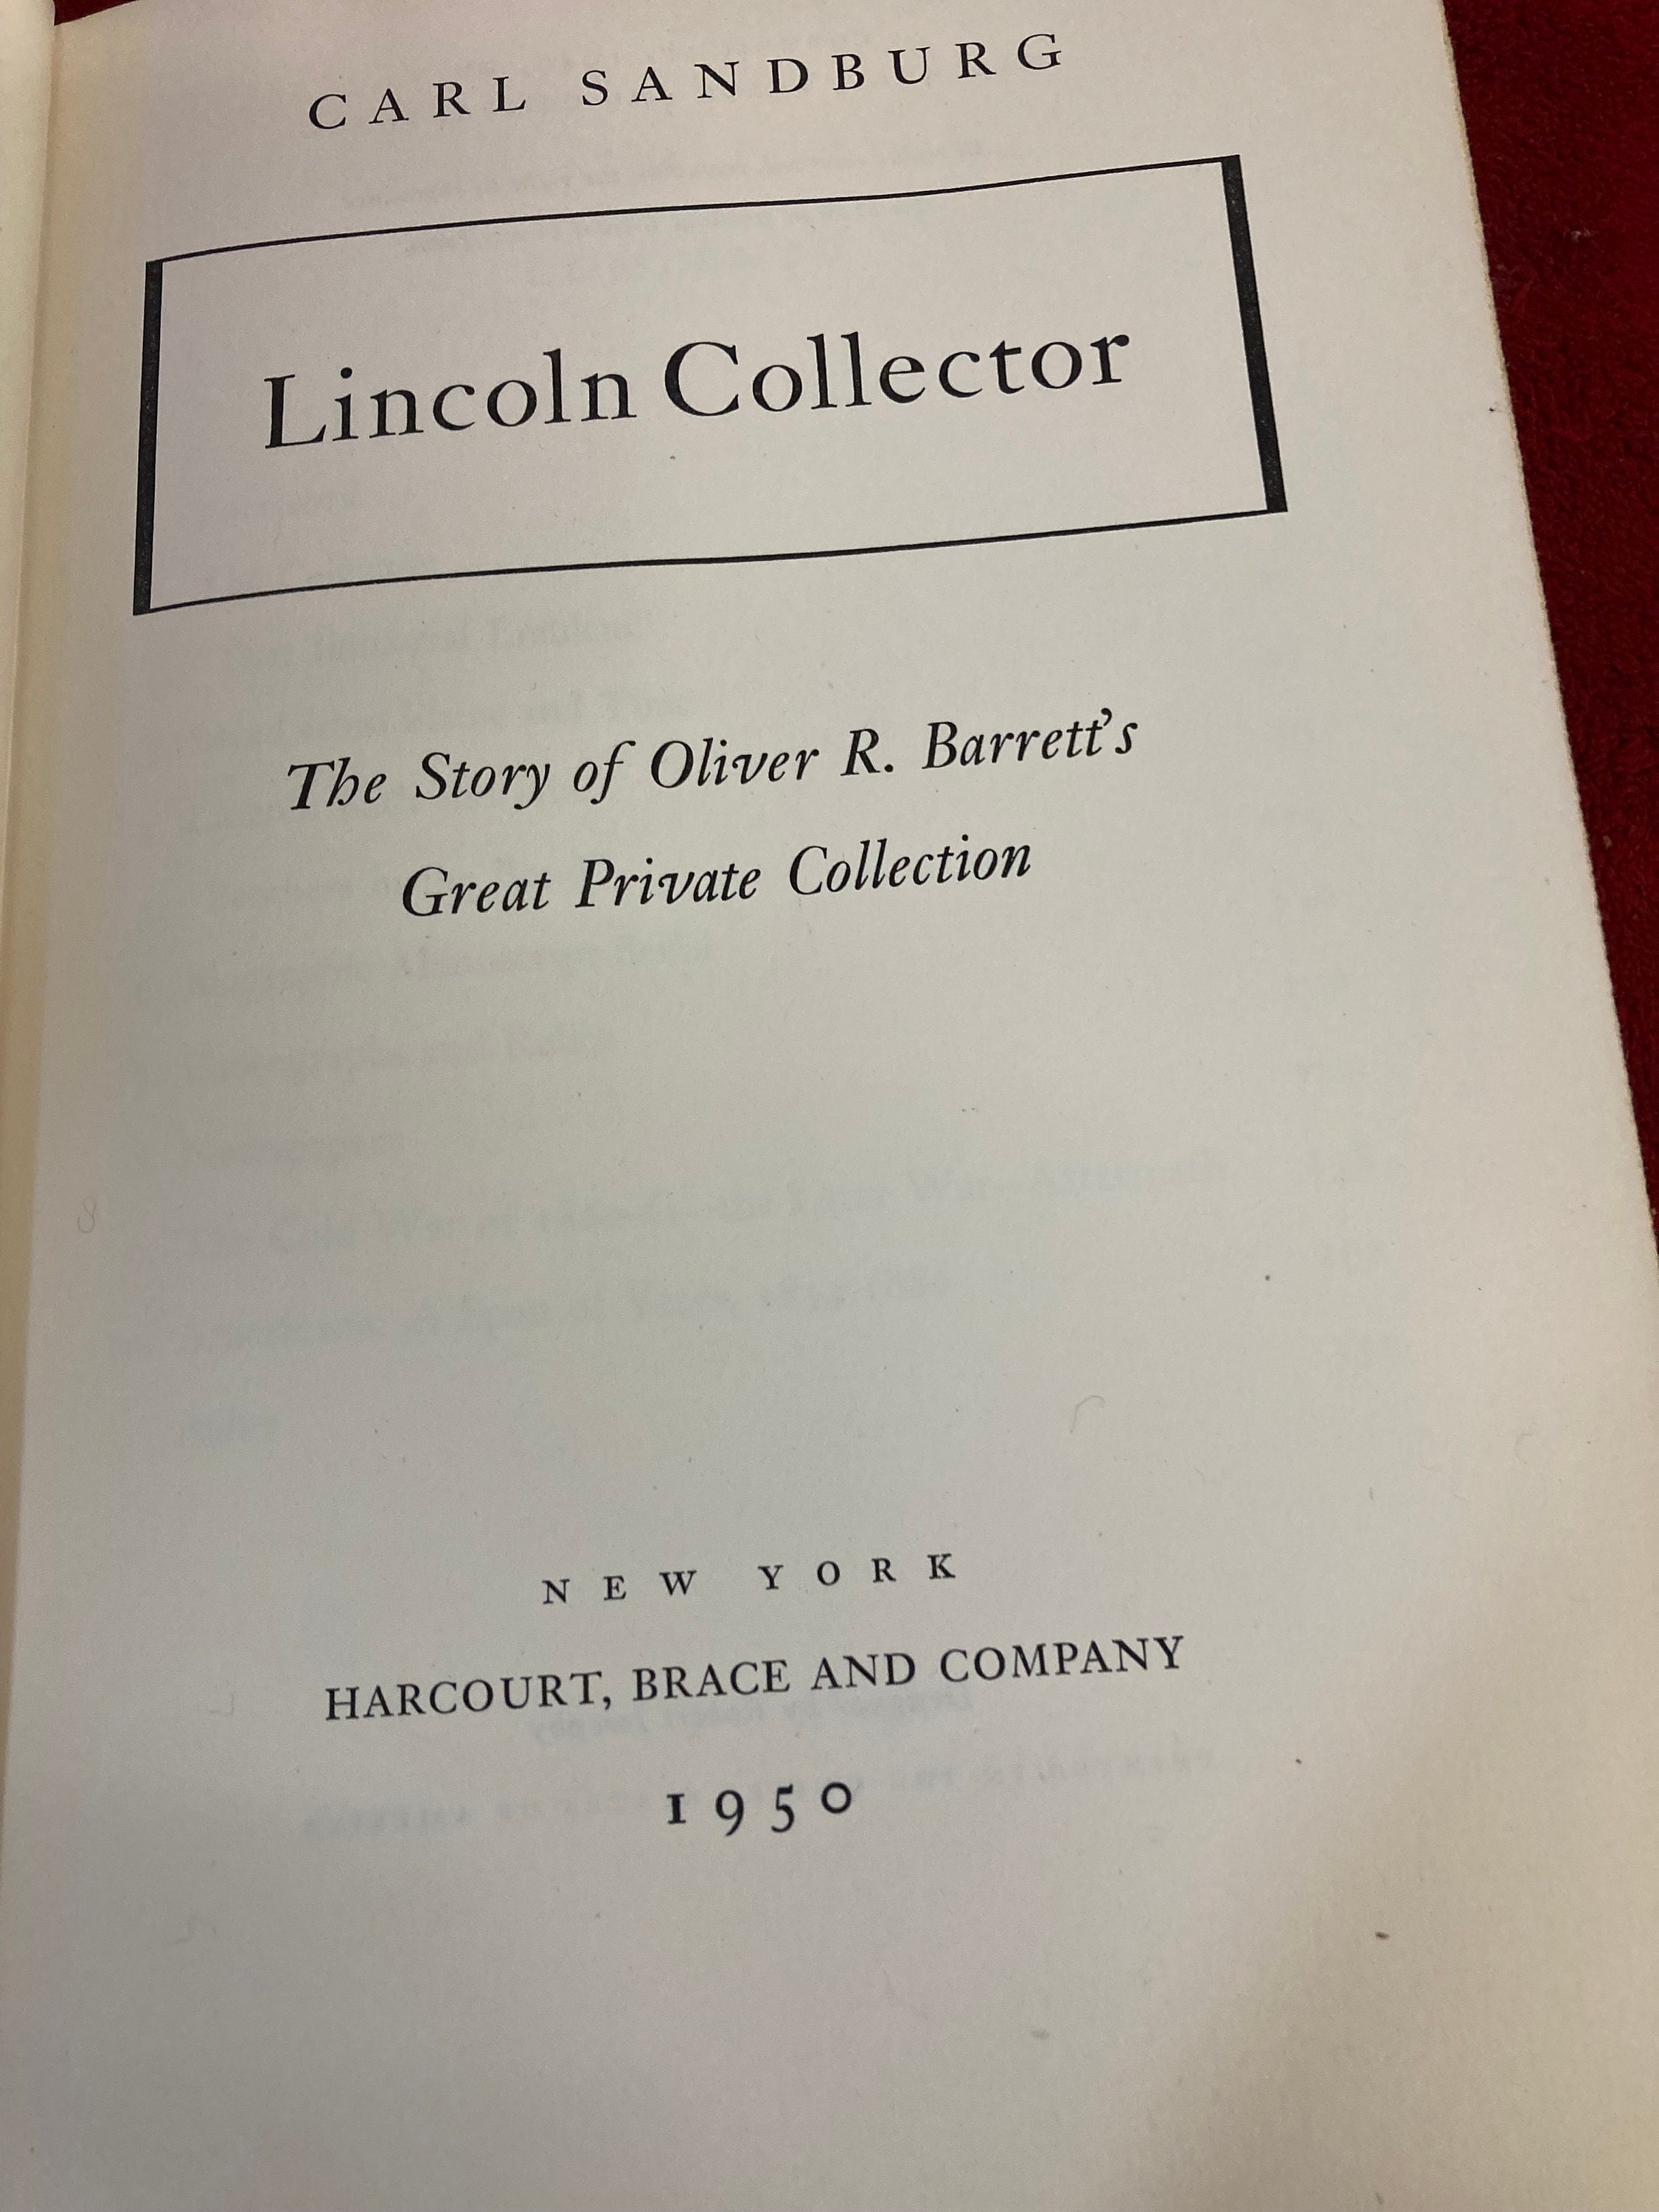 CARL SANDBURG
Lincoln Collector
The Story of Oliver R. Barrett's
Great Private Collection
NEW YORK
HARCOURT, BRACE AND COMPANY
1950